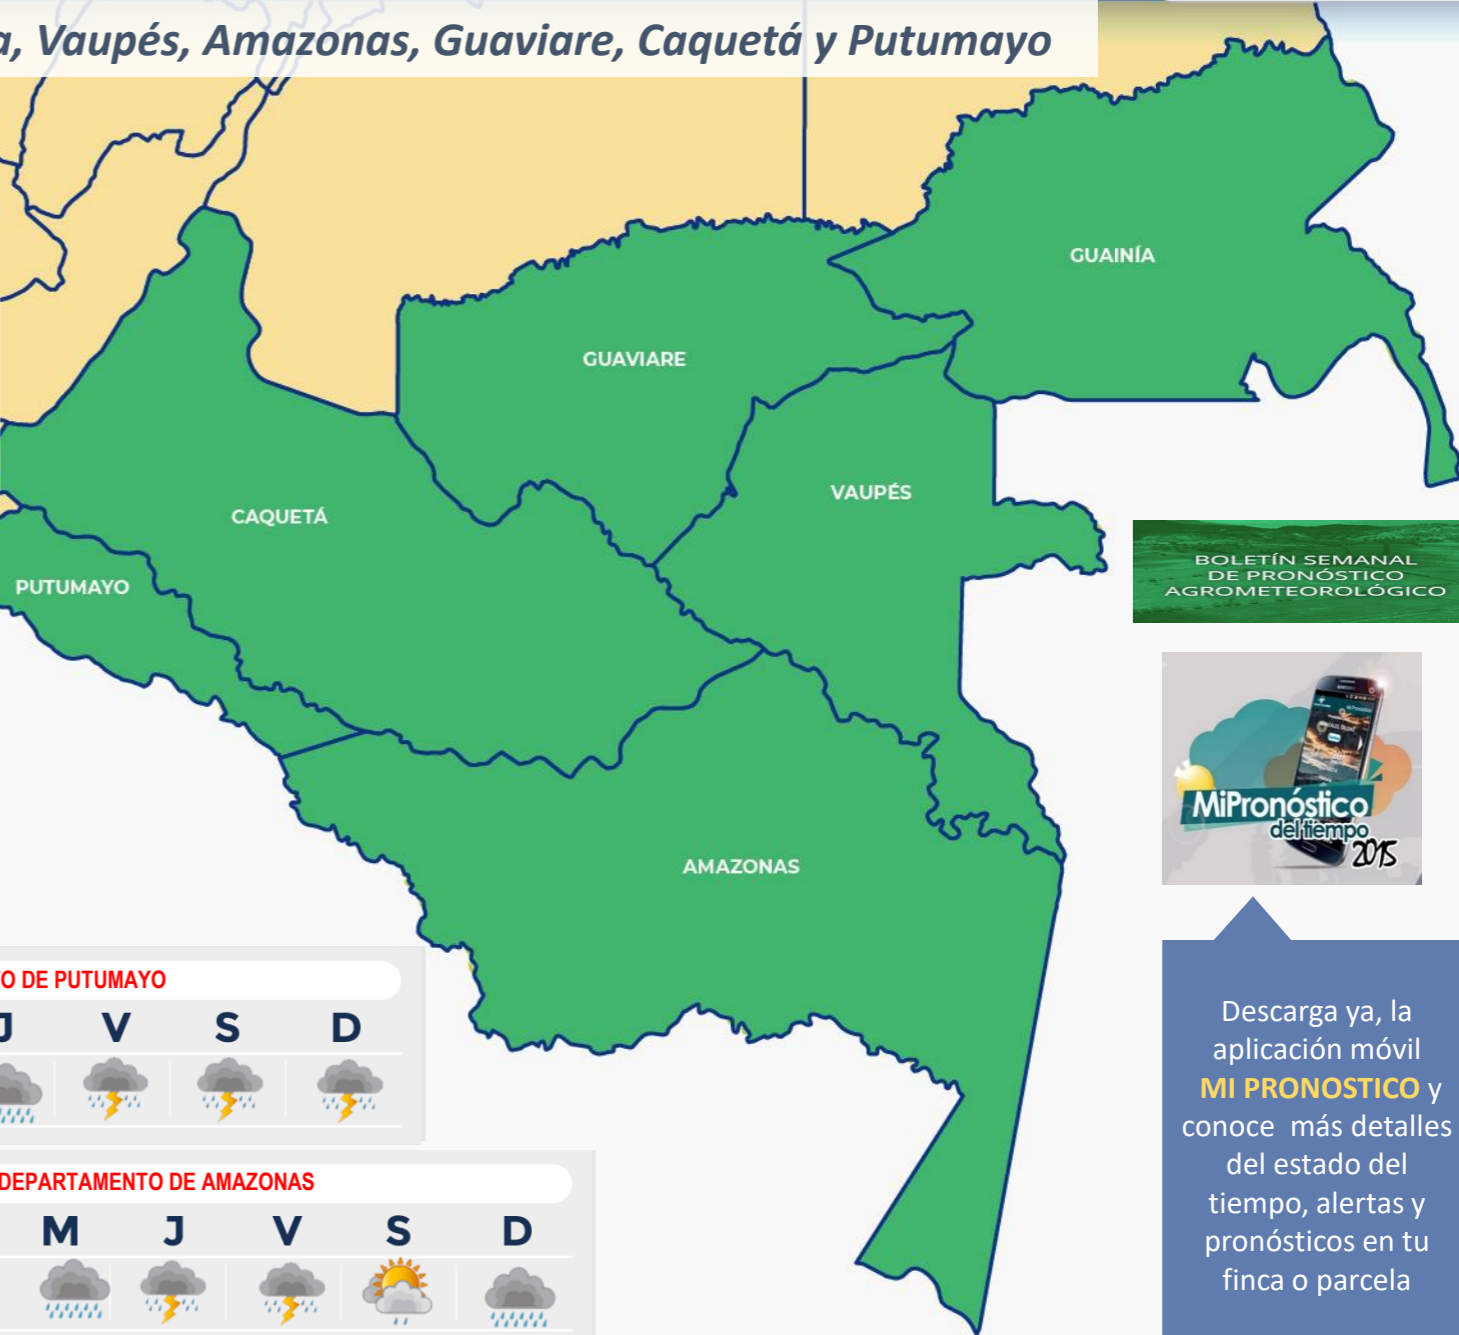 Vaupés, Amazonas, Guaviare, Caquetá y Putumayo
GUAINÍA
GUAVIARE
VAUPÉS
CAQUETÁ
PUTUMAYO
BOLETÍN SEMANAL
DE PRONÓSTICO
AGROMETEOROLÓGICO
MiPronóstico
del tiempo
2015
AMAZONAS
DE PUTUMAYO
J V S D
DEPARTAMENTO DE AMAZONAS
M J V S D
Descarga ya, la
aplicación móvil
MI PRONOSTICO y
conoce más detalles
del estado del
tiempo, alertas y
pronósticos en tu
finca o parcela